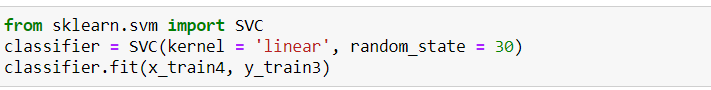 from sklearn.svm import SVC
classifier = SVC(kernel = 'linear', random_state = 30)
classifier.fit(x_train4, y_train3)